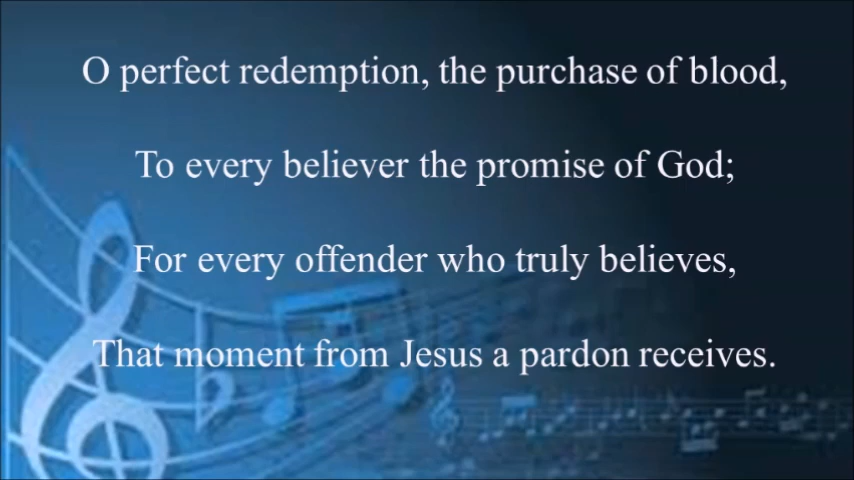 O perfect redemption, the purchase of blood,
To every believer the promise of God;
For every offender who truly believes,
That moment from Jesus a pardon receives.